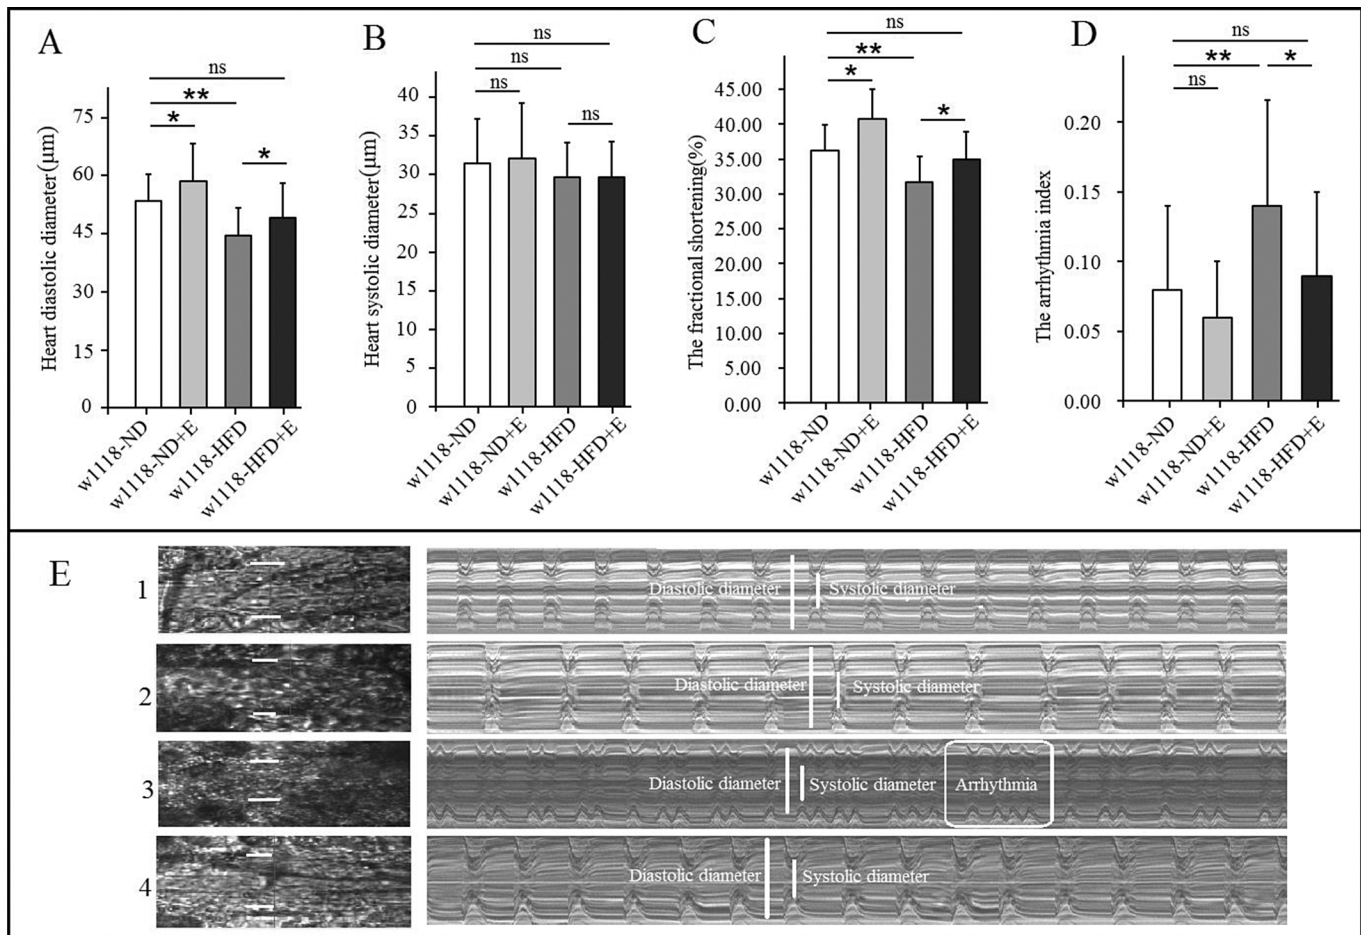 A
ns
**
*
*
Heart diastolic diameter(μm)
75
60
45
30
15
0
w1118-ND
w1118-ND+E
w1118-HFD
w1118-HFD+E
B
ns
ns
ns
ns
Heart systolic diameter(μm)
40
35
30
25
20
15
10
5
0
w1118-ND
w1118-ND+E
w1118-HFD
w1118-HFD+E
C
ns
**
*
*
The fractional shortening(%)
45.00
40.00
35.00
30.00
25.00
20.00
15.00
10.00
5.00
0.00
w1118-ND
w1118-ND+E
w1118-HFD
w1118-HFD+E
D
ns
**
*
ns
The arrhythmia index
0.20
0.15
0.10
0.05
0.00
w1118-ND
w1118-ND+E
w1118-HFD
w1118-HFD+E
E
1
Diastolic diameter
Systolic diameter
2
Diastolic diameter
Systolic diameter
3
Diastolic diameter
Systolic diameter
Arrhythmia
4
Diastolic diameter
Systolic diameter